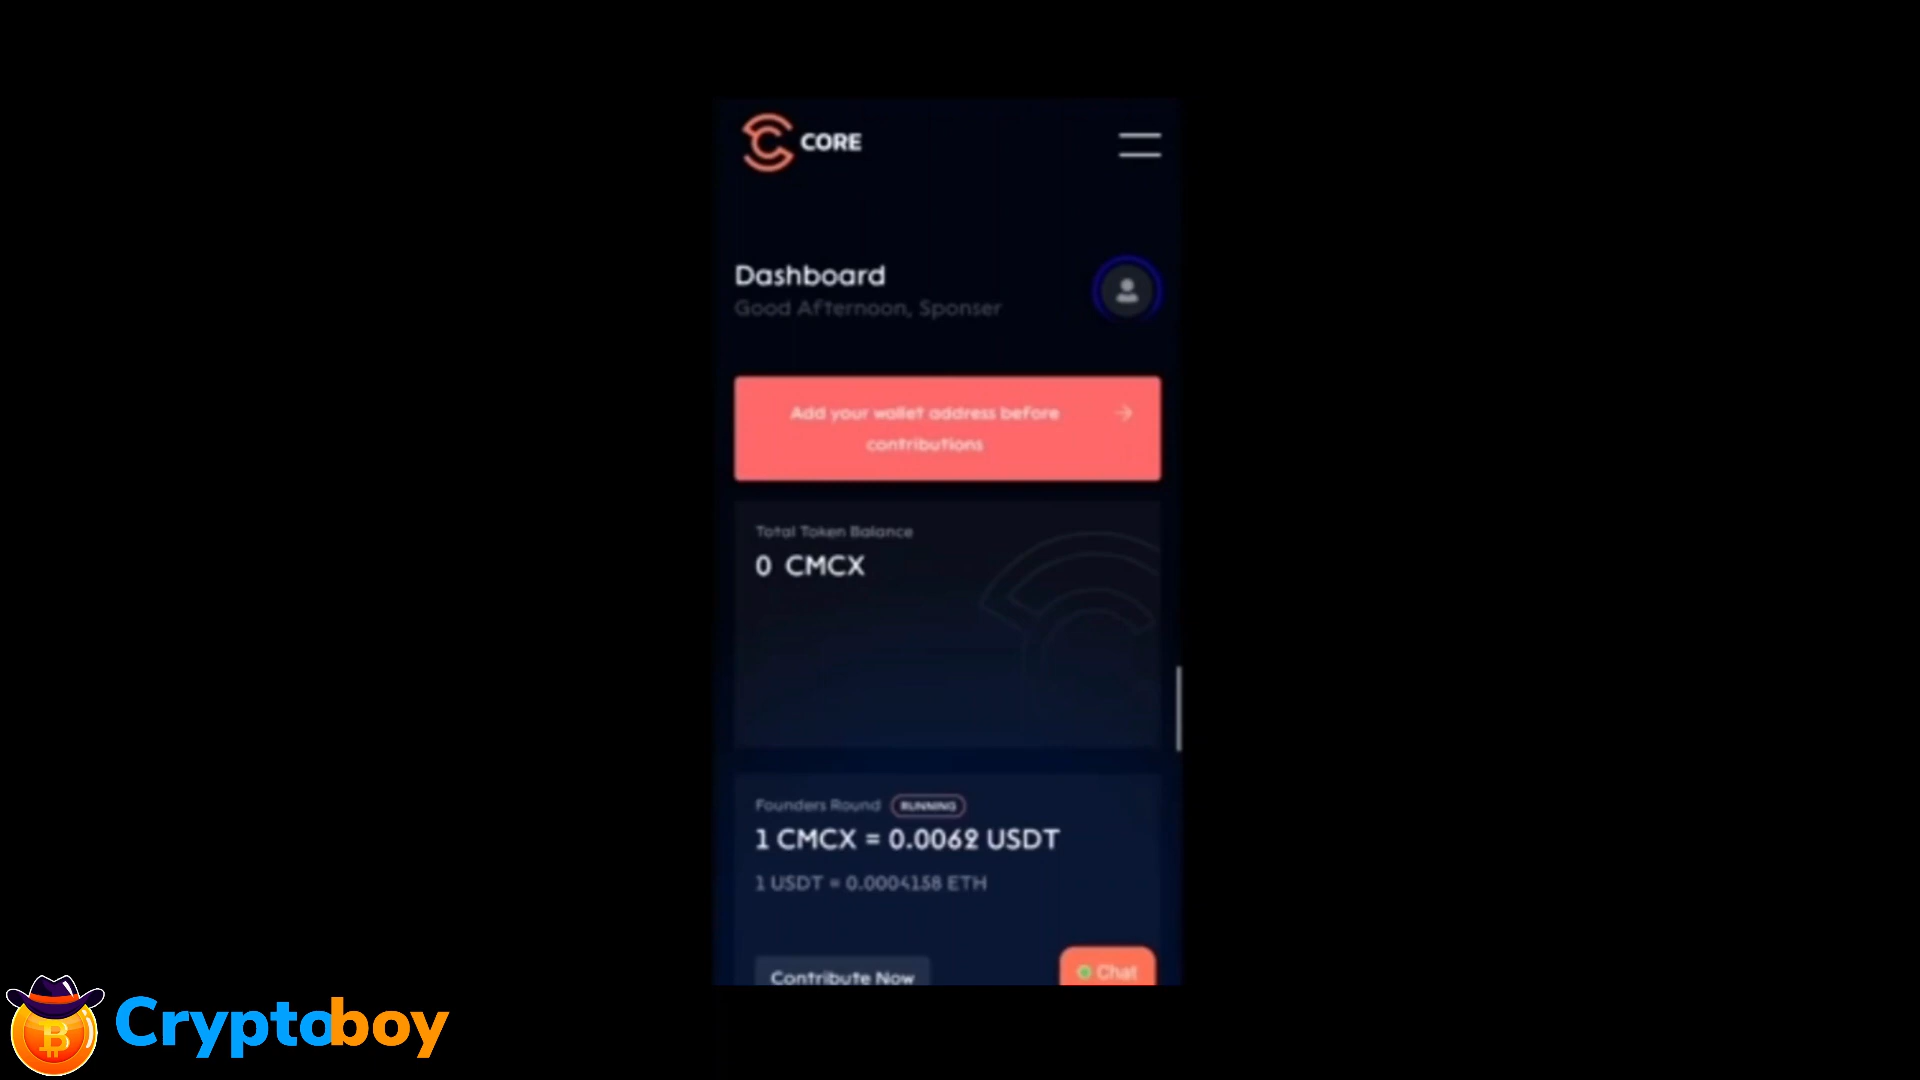 CORE
Dashboard
Good Afternoon, Sponser
Add your wallet address before
contributions
Total Token Balance
0 CMCX
Founders Round RUNNING
1 CMCX = 0.0062 USDT
1 USDT = 0.0004158 ETH
Contribute Now
Chat
Cryptoboy